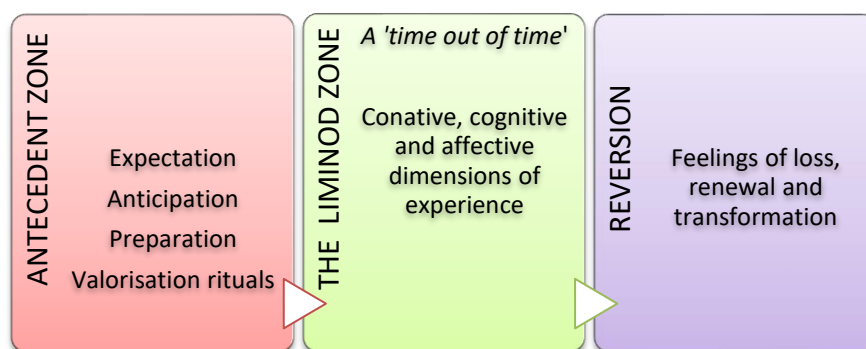 ANTECEDENT ZONE
Expectation
Anticipation
Preparation
Valorisation rituals
THE LIMINOD ZONE
A 'time out of time'
Conative, cognitive
and affective
dimensions of
experience
REVERSION
Feelings of loss,
renewal and
transformation